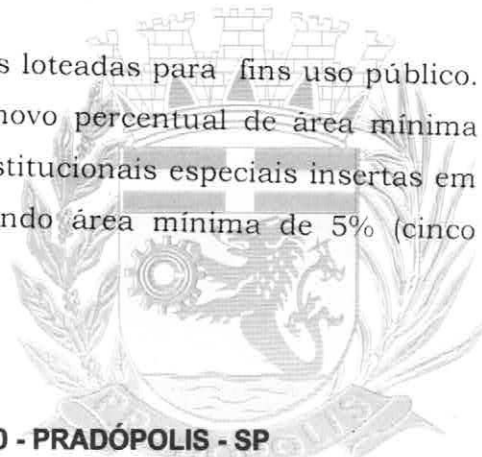 s loteadas para fins uso público.
novo percentual de área mínima
stitucionais especiais insertas em
ndo área mínima de 5% (cinco
- PRADÓPOLIS - SP